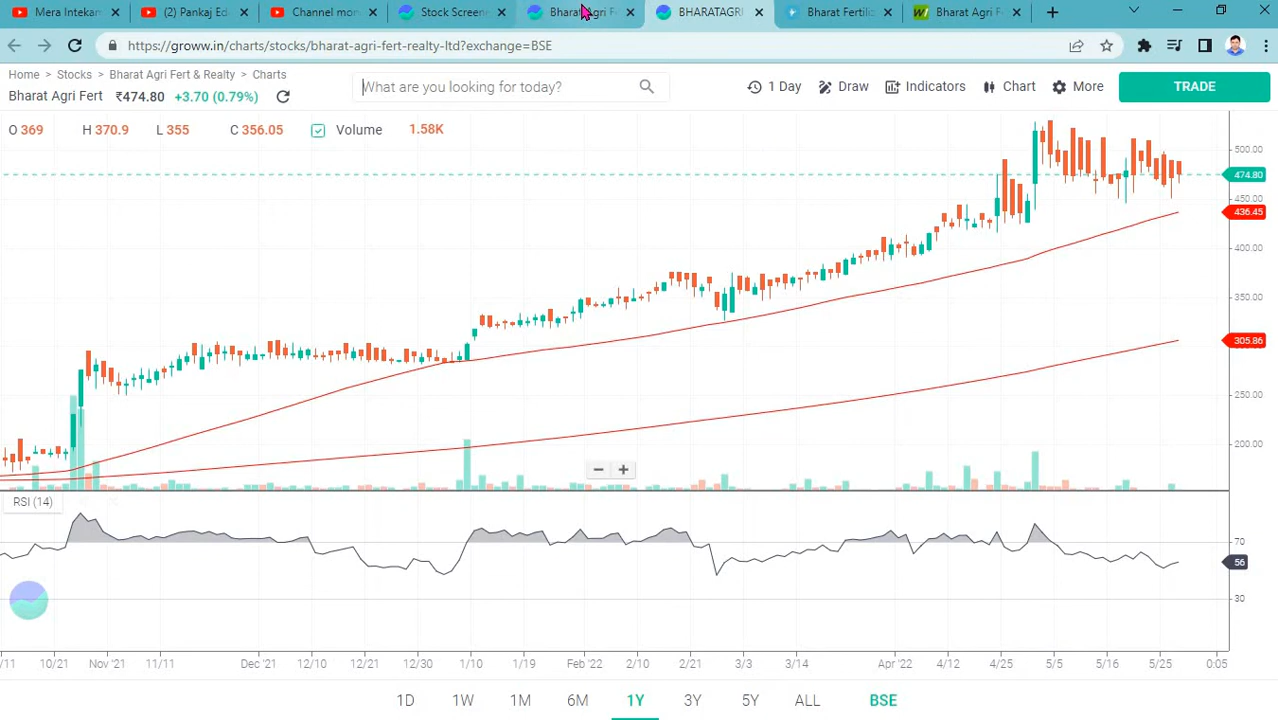 Mera Intekam
(2) Pankaj Ed
Channel mon
Stock Screene
Bharat Agri F
BHARATAGRI
Bharat Fertiliz
Bharat Agri F
https://groww.in/charts/stocks/bharat-agri-fert-realty-ltd?exchange=BSE
Home > Stocks > Bharat Agri Fert & Realty > Charts
Bharat Agri Fert ₹474.80 +3.70 (0.79%)
What are you looking for today?
1 Day Draw Indicators Chart More TRADE
O 369 H 370.9 L 355 C 356.05 Volume 1.58K
500.00
474.80
450.00
436.45
400.00
350.00
305.86
250.00
200.00
− +
RSI (14)
70
56
30
/11 10/21 Nov '21 11/11 Dec '21 12/10 12/21 12/30 1/10 1/19 Feb '22 2/10 2/21 3/3 3/14 Apr '22 4/12 4/25 5/5 5/16 5/25 0:05
1D 1W 1M 6M 1Y 3Y 5Y ALL BSE